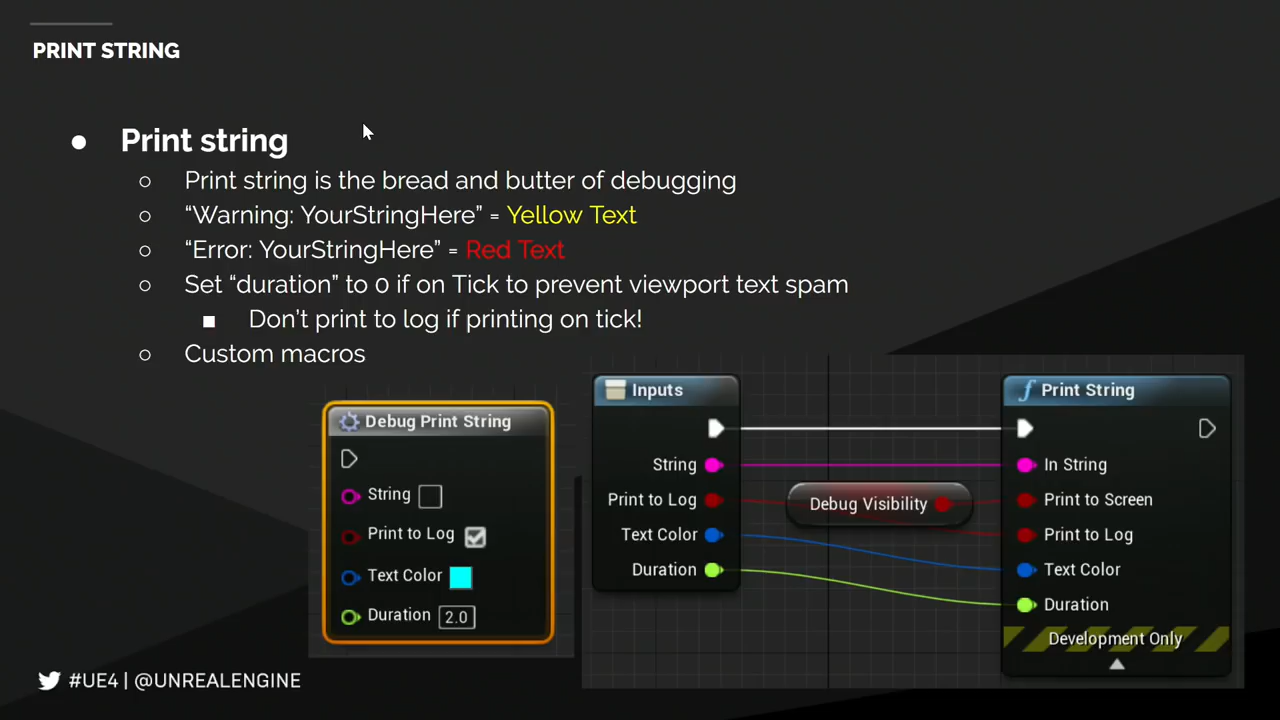 PRINT STRING
● Print string
○ Print string is the bread and butter of debugging
○ “Warning: YourStringHere” = Yellow Text
○ “Error: YourStringHere” = Red Text
○ Set “duration” to 0 if on Tick to prevent viewport text spam
■ Don’t print to log if printing on tick!
○ Custom macros
Debug Print String
String
Print to Log
Text Color
Duration 2.0
Inputs
String
Print to Log
Text Color
Duration
Debug Visibility
f Print String
In String
Print to Screen
Print to Log
Text Color
Duration
Development Only
#UE4 | @UNREALENGINE